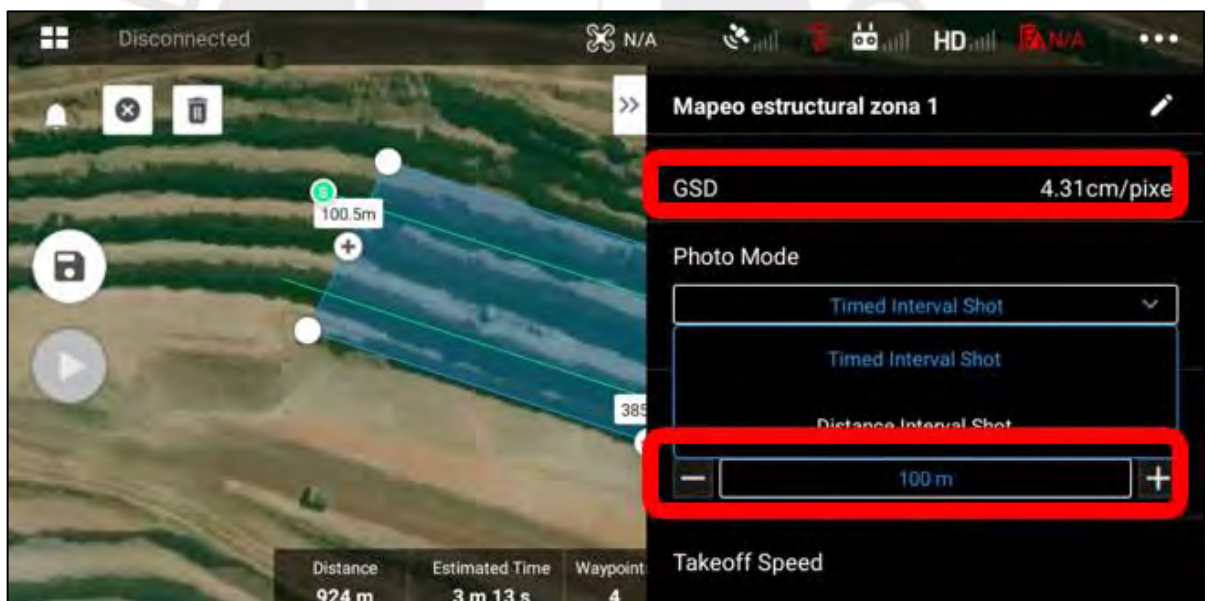 Disconnected
N/A
HD
N/A
Mapeo estructural zona 1
GSD
4.31cm/pixe
S
100.5m
Photo Mode
Timed Interval Shot
Timed Interval Shot
385
Distance Interval Shot
100 m
Distance
Estimated Time
Waypoint
924 m
3 m 13 s
4
Takeoff Speed